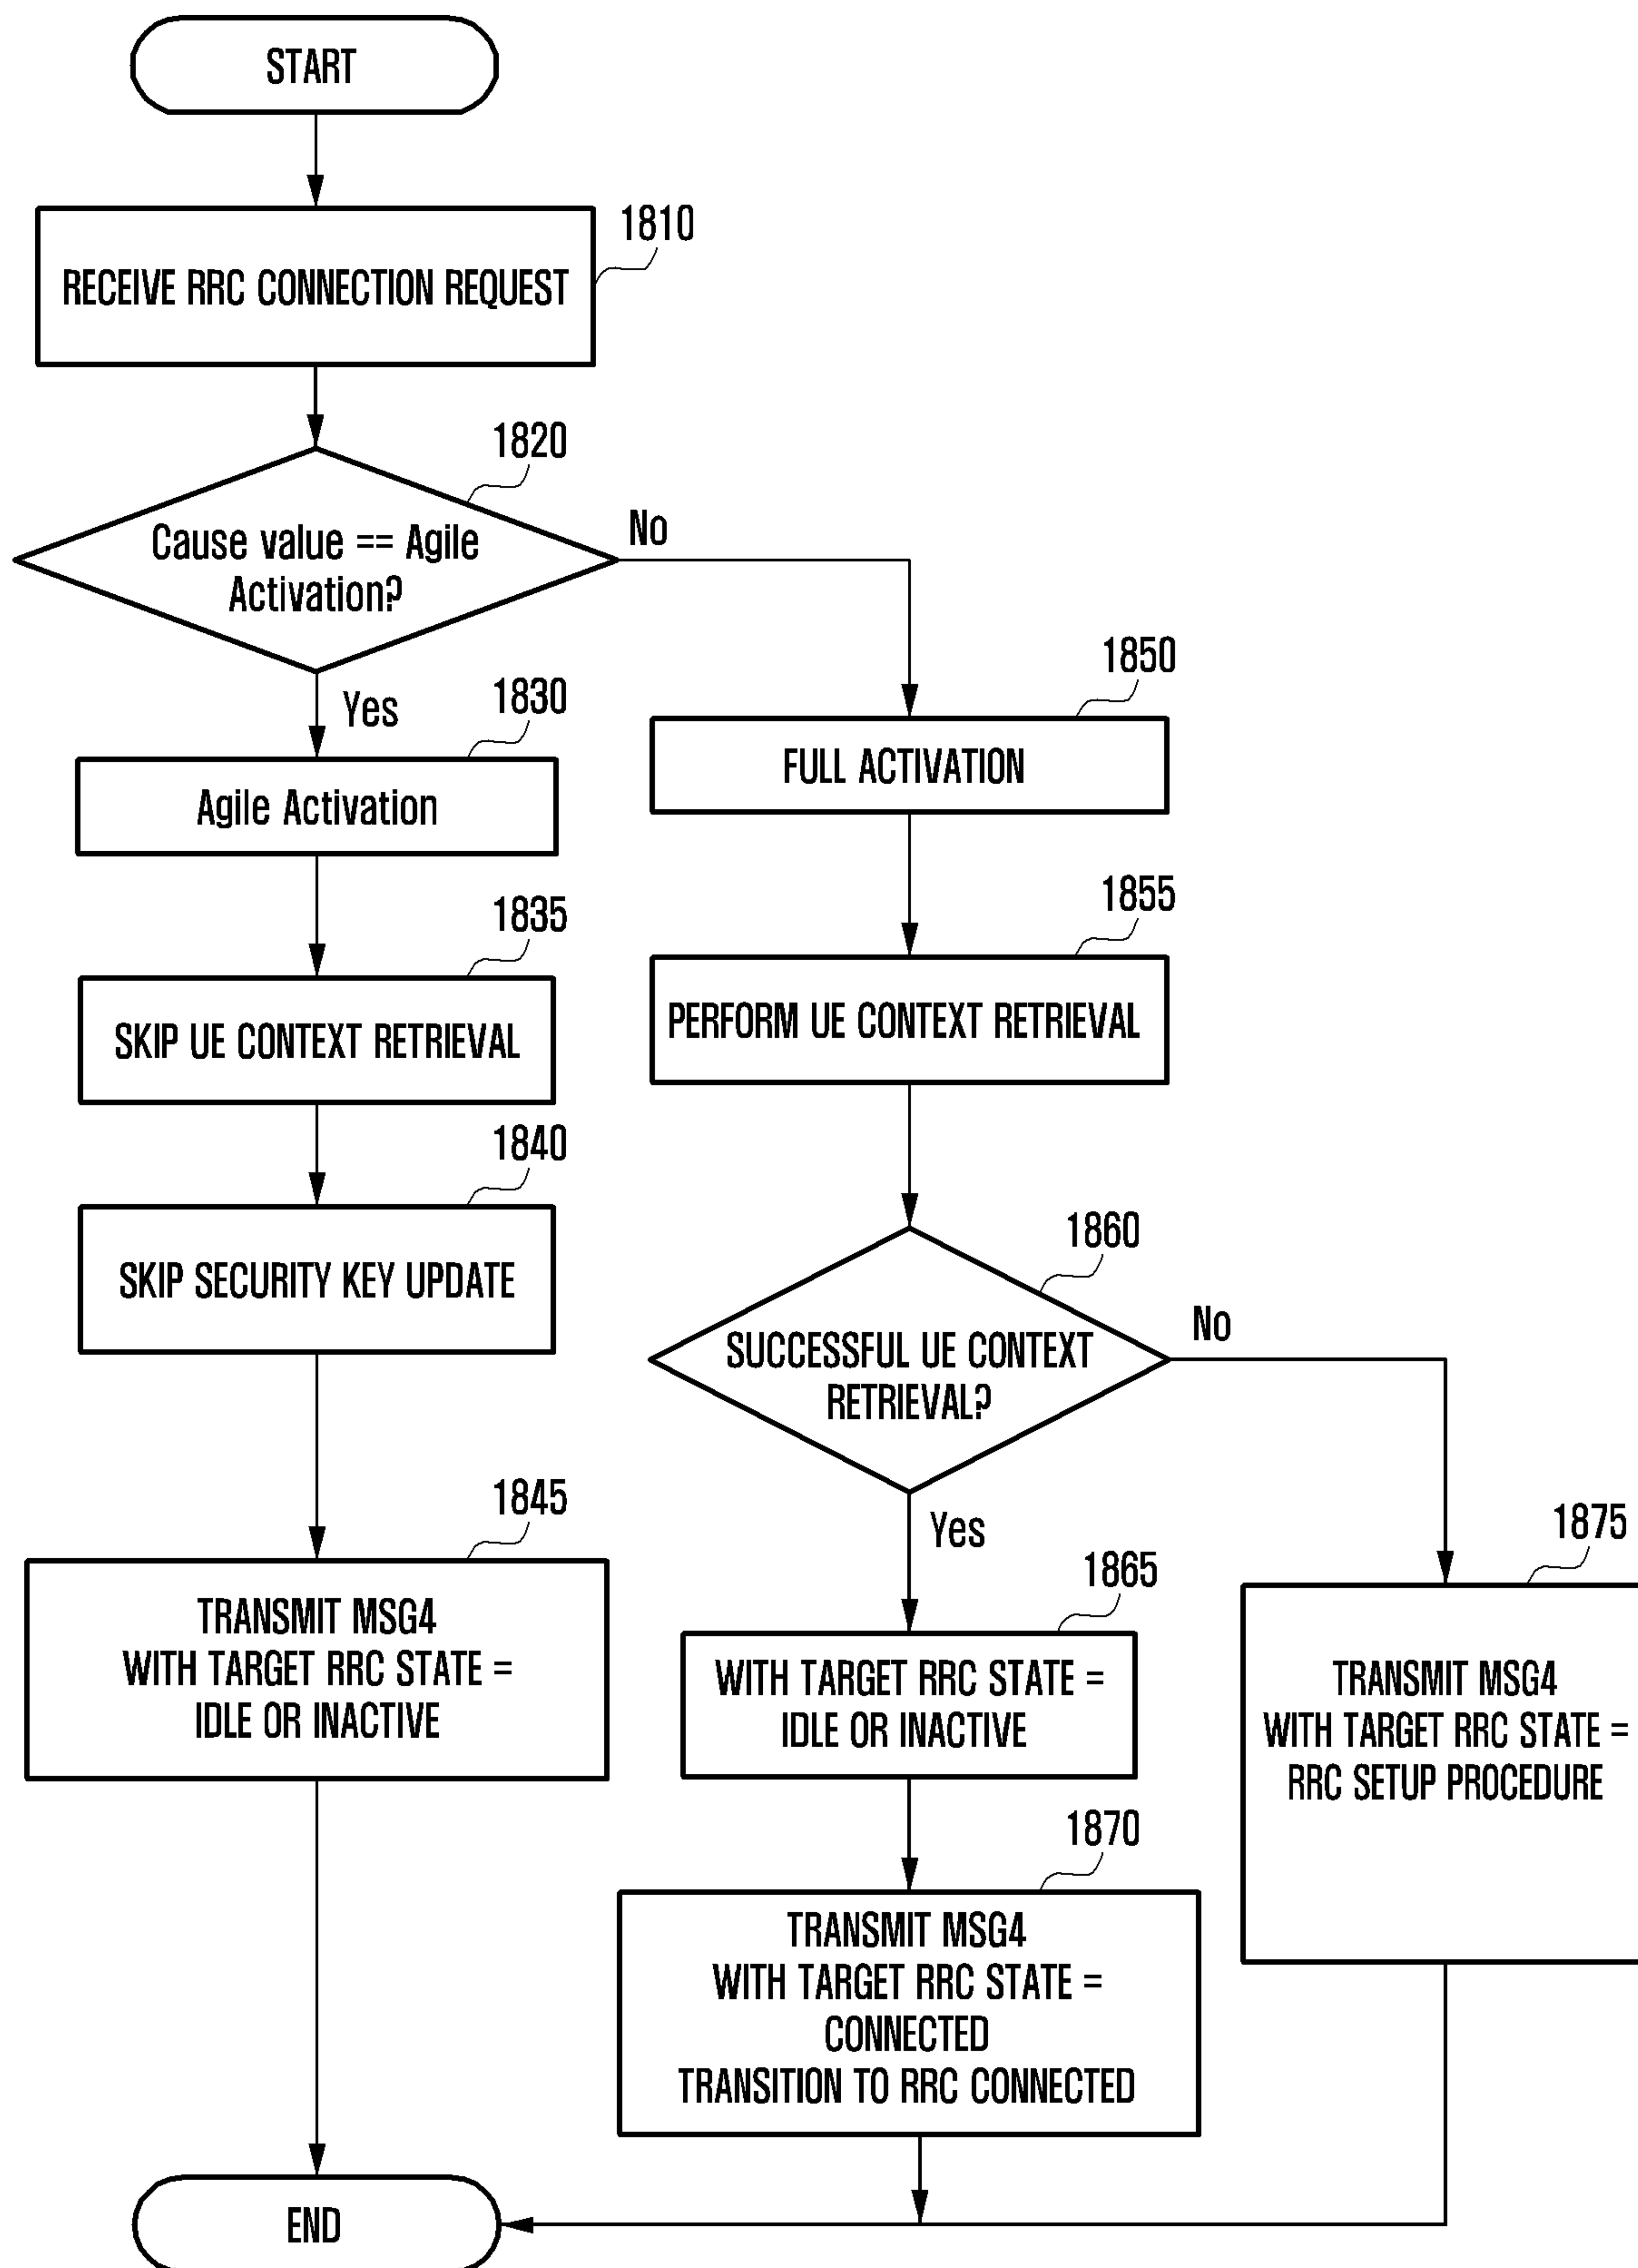 START
1810
RECEIVE RRC CONNECTION REQUEST
1820
Cause value == Agile
Activation?
No
Yes
1830
Agile Activation
1835
SKIP UE CONTEXT RETRIEVAL
1840
SKIP SECURITY KEY UPDATE
1845
TRANSMIT MSG4
WITH TARGET RRC STATE =
IDLE OR INACTIVE
1850
FULL ACTIVATION
1855
PERFORM UE CONTEXT RETRIEVAL
1860
SUCCESSFUL UE CONTEXT
RETRIEVAL?
No
Yes
1865
WITH TARGET RRC STATE =
IDLE OR INACTIVE
1870
TRANSMIT MSG4
WITH TARGET RRC STATE =
CONNECTED
TRANSITION TO RRC CONNECTED
1875
TRANSMIT MSG4
WITH TARGET RRC STATE =
RRC SETUP PROCEDURE
END